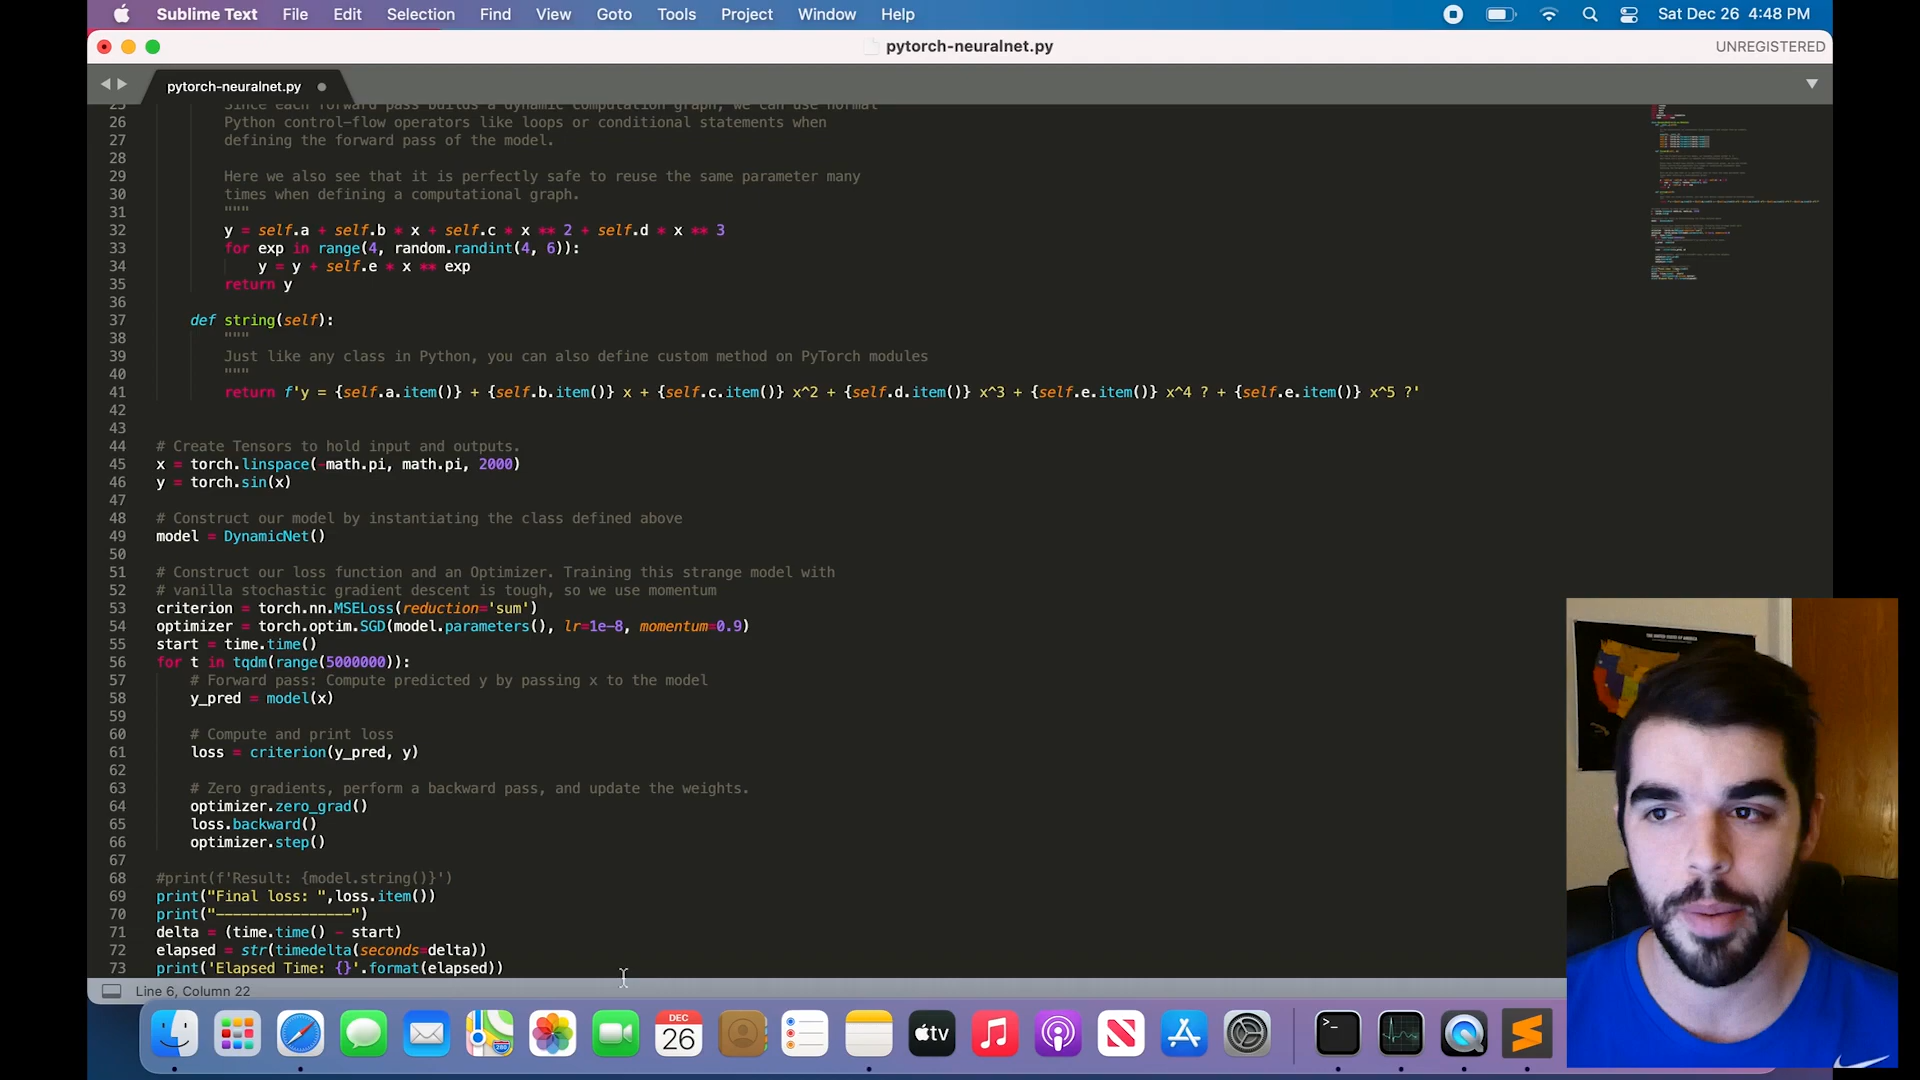 Sublime Text File Edit Selection Find View Goto Tools Project Window Help Sat Dec 26 4:48 PM
pytorch-neuralnet.py UNREGISTERED
pytorch-neuralnet.py
25 Since each forward pass builds a dynamic computation graph, we can use normal
26 Python control-flow operators like loops or conditional statements when
27 defining the forward pass of the model.
28
29 Here we also see that it is perfectly safe to reuse the same parameter many
30 times when defining a computational graph.
31 """
32 y = self.a + self.b * x + self.c * x ** 2 + self.d * x ** 3
33 for exp in range(4, random.randint(4, 6)):
34 y = y + self.e * x ** exp
35 return y
36
37 def string(self):
38 """
39 Just like any class in Python, you can also define custom method on PyTorch modules
40 """
41 return f'y = {self.a.item()} + {self.b.item()} x + {self.c.item()} x^2 + {self.d.item()} x^3 + {self.e.item()} x^4 ? + {self.e.item()} x^5 ?'
42
43
44 # Create Tensors to hold input and outputs.
45 x = torch.linspace(-math.pi, math.pi, 2000)
46 y = torch.sin(x)
47
48 # Construct our model by instantiating the class defined above
49 model = DynamicNet()
50
51 # Construct our loss function and an Optimizer. Training this strange model with
52 # vanilla stochastic gradient descent is tough, so we use momentum
53 criterion = torch.nn.MSELoss(reduction='sum')
54 optimizer = torch.optim.SGD(model.parameters(), lr=1e-8, momentum=0.9)
55 start = time.time()
56 for t in tqdm(range(5000000)):
57 # Forward pass: Compute predicted y by passing x to the model
58 y_pred = model(x)
59
60 # Compute and print loss
61 loss = criterion(y_pred, y)
62
63 # Zero gradients, perform a backward pass, and update the weights.
64 optimizer.zero_grad()
65 loss.backward()
66 optimizer.step()
67
68 #print(f'Result: {model.string()}')
69 print("Final loss: ",loss.item())
70 print("----------------")
71 delta = (time.time() - start)
72 elapsed = str(timedelta(seconds=delta))
73 print('Elapsed Time: {}'.format(elapsed))
Line 6, Column 22
DEC
26
tv